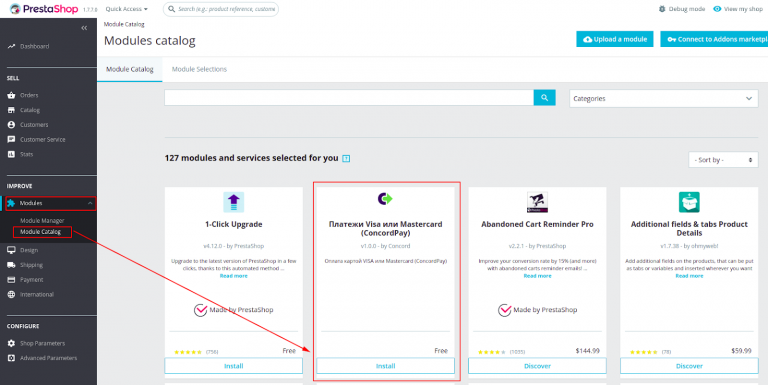 PrestaShop 1.7.7.8
Quick Access
Search (e.g.: product reference, custome
Debug mode
View my shop
Module Catalog
Modules catalog
Upload a module
Connect to Addons marketpl
Dashboard
Module Catalog
Module Selections
SELL
Orders
Catalog
Customers
Customer Service
Stats
IMPROVE
Modules
Module Manager
Module Catalog
Design
Shipping
Payment
International
CONFIGURE
Shop Parameters
Advanced Parameters
Categories
127 modules and services selected for you ?
- Sort by -
1-Click Upgrade
v4.12.0 - by PrestaShop
Upgrade to the latest version of PrestaShop in a few
clicks, thanks to this automated method ...
Read more
Made by PrestaShop
(756)
Free
Install
Платежи Visa или Mastercard
(ConcordPay)
v1.0.0 - by Concord
Оплата картой VISA или Mastercard (ConcordPay)
Free
Install
Abandoned Cart Reminder Pro
v2.2.1 - by PrestaShop
Improve your conversion rate by 15% (and more)
with abandoned carts reminder emails! ...
Read more
Made by PrestaShop
(1055)
$144.99
Discover
Additional fields & tabs Product
Details
v1.7.38 - by
Add additional fields on the products, that can be put
as tabs or variables and inserted wherever you want
Read more
(78)
$59.99
Discover